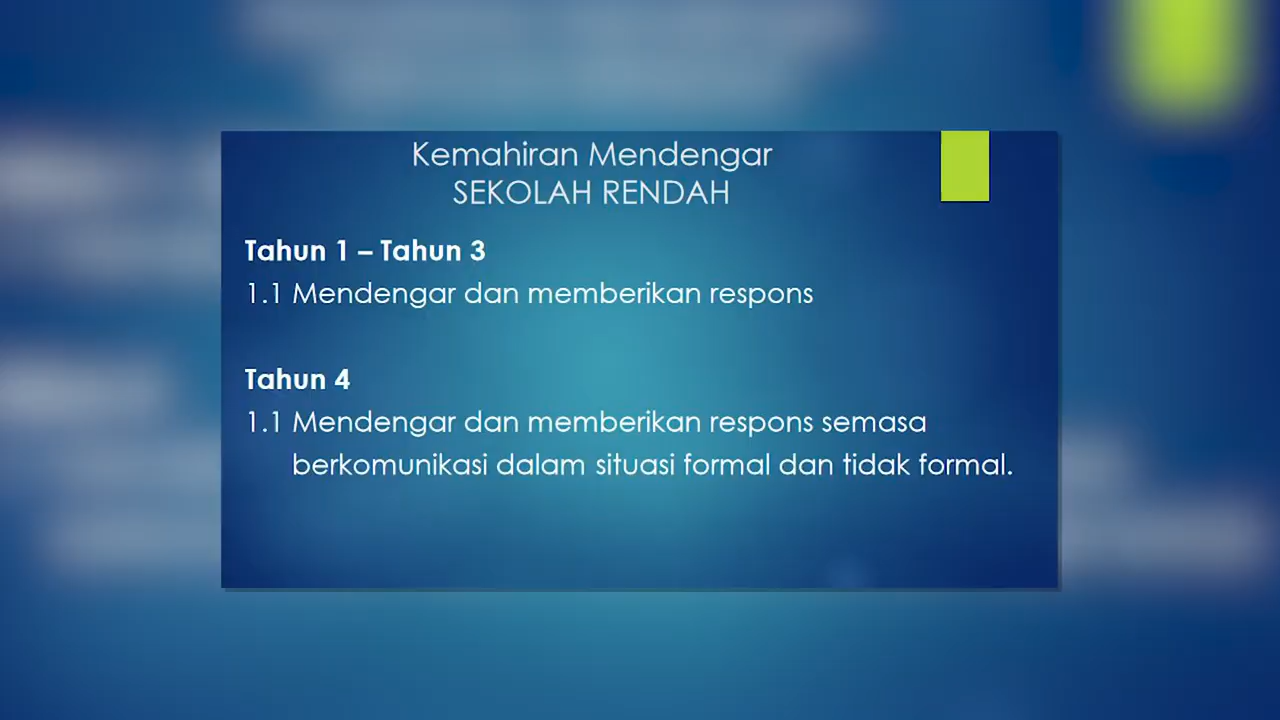 Kemahiran Mendengar
SEKOLAH RENDAH
Tahun 1 – Tahun 3
1.1 Mendengar dan memberikan respons
Tahun 4
1.1 Mendengar dan memberikan respons semasa
berkomunikasi dalam situasi formal dan tidak formal.